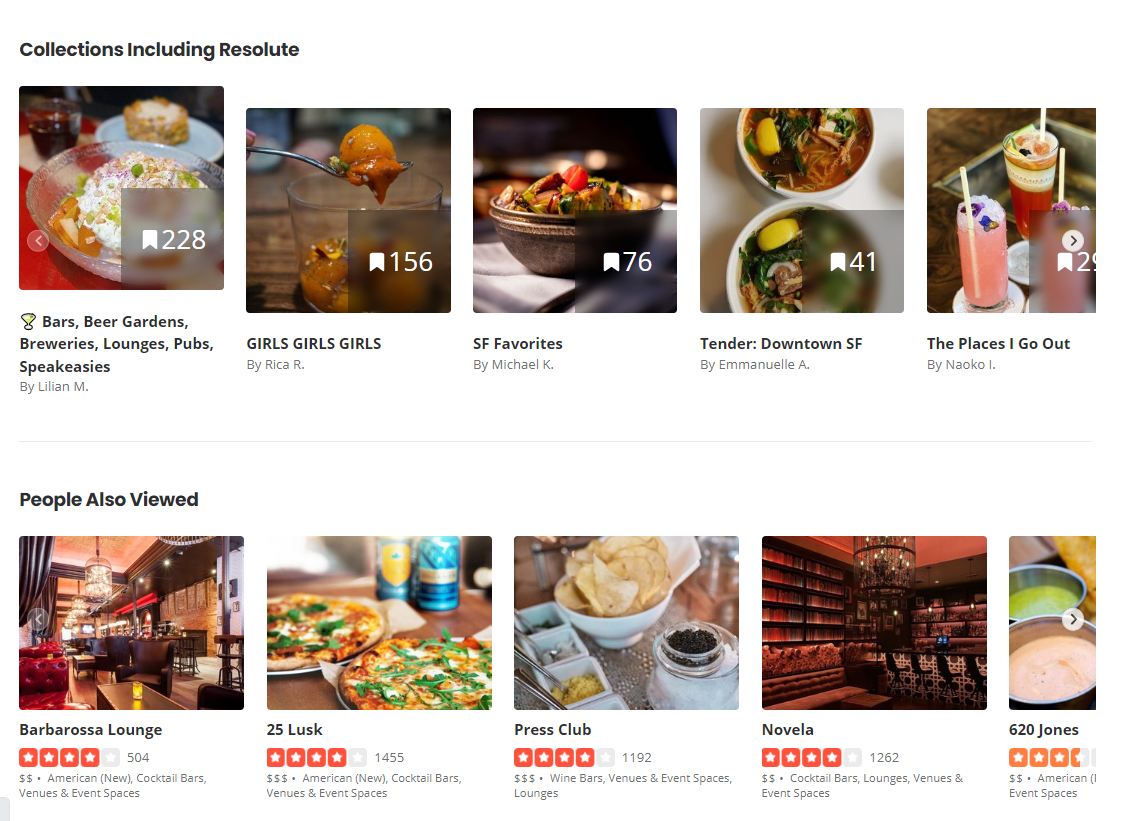 Collections Including Resolute
228
156
76
41
Bars, Beer Gardens,
Breweries, Lounges, Pubs,
Speakeasies
By Lilian M.
GIRLS GIRLS GIRLS
By Rica R.
SF Favorites
By Michael K.
Tender: Downtown SF
By Emmanuelle A.
The Places I Go Out
By Naoko I.
People Also Viewed
Barbarossa Lounge
504
$$ • American (New), Cocktail Bars,
Venues & Event Spaces
25 Lusk
1455
$$$ • American (New), Cocktail Bars,
Venues & Event Spaces
Press Club
1192
$$$ • Wine Bars, Venues & Event Spaces,
Lounges
Novela
1262
$$ • Cocktail Bars, Lounges, Venues &
Event Spaces
620 Jones
$$ • American (
Event Spaces